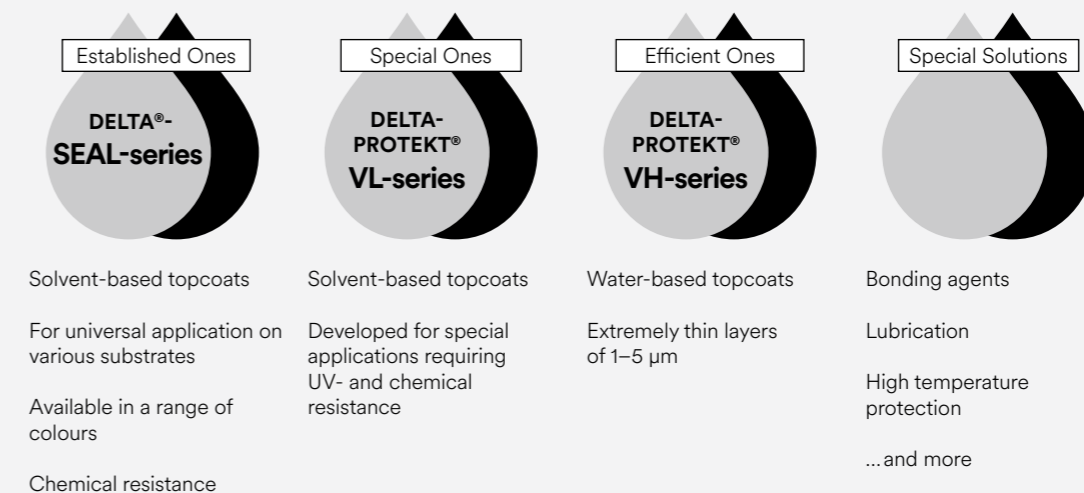 Established Ones
DELTA®-
SEAL-series
Solvent-based topcoats
For universal application on
various substrates
Available in a range of
colours
Chemical resistance
Special Ones
DELTA-
PROTEKT®
VL-series
Solvent-based topcoats
Developed for special
applications requiring
UV- and chemical
resistance
Efficient Ones
DELTA-
PROTEKT®
VH-series
Water-based topcoats
Extremely thin layers
of 1–5 µm
Special Solutions
Bonding agents
Lubrication
High temperature
protection
...and more